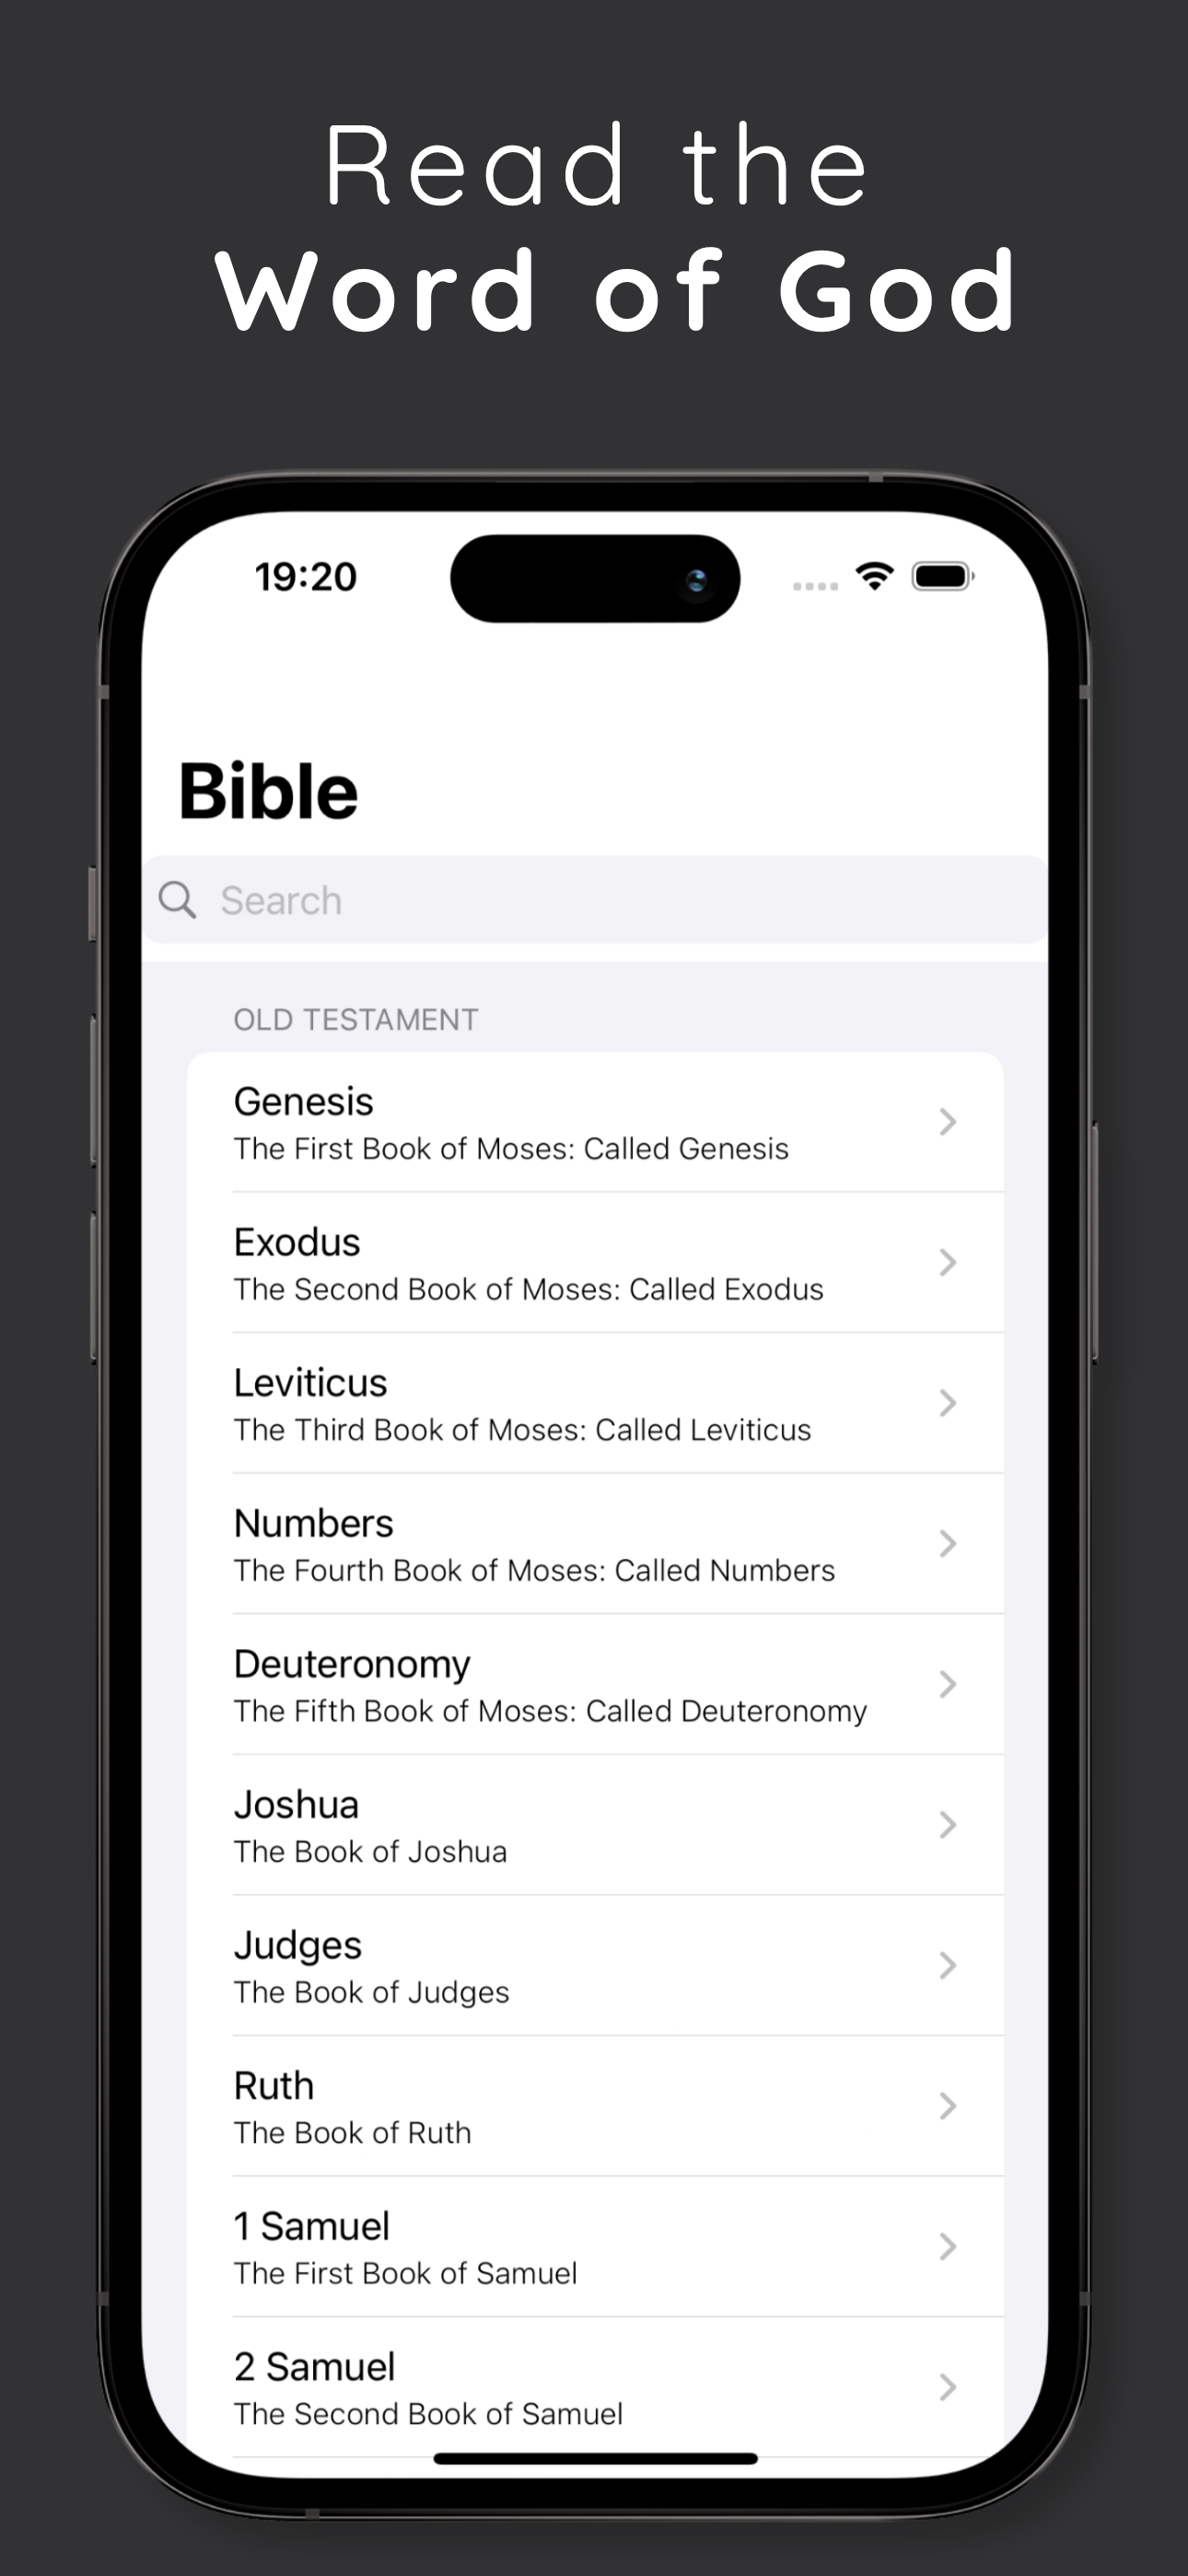 Read the
Word of God
19:20
Bible
Search
OLD TESTAMENT
Genesis
The First Book of Moses: Called Genesis
Exodus
The Second Book of Moses: Called Exodus
Leviticus
The Third Book of Moses: Called Leviticus
Numbers
The Fourth Book of Moses: Called Numbers
Deuteronomy
The Fifth Book of Moses: Called Deuteronomy
Joshua
The Book of Joshua
Judges
The Book of Judges
Ruth
The Book of Ruth
1 Samuel
The First Book of Samuel
2 Samuel
The Second Book of Samuel